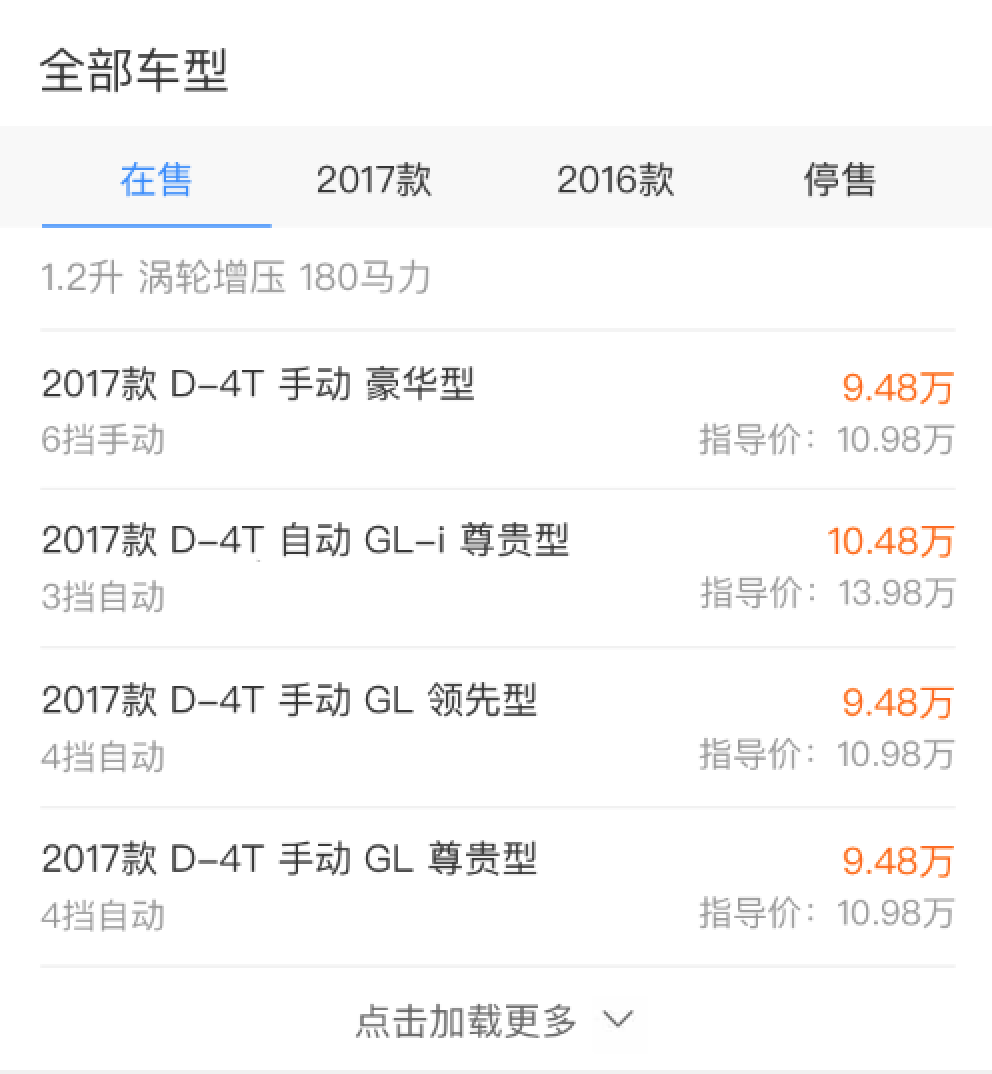 全部车型
在售 2017款 2016款 停售
1.2升 涡轮增压 180马力
2017款 D-4T 手动 豪华型 9.48万
6挡手动 指导价：10.98万
2017款 D-4T 自动 GL-i 尊贵型 10.48万
3挡自动 指导价：13.98万
2017款 D-4T 手动 GL 领先型 9.48万
4挡自动 指导价：10.98万
2017款 D-4T 手动 GL 尊贵型 9.48万
4挡自动 指导价：10.98万
点击加载更多